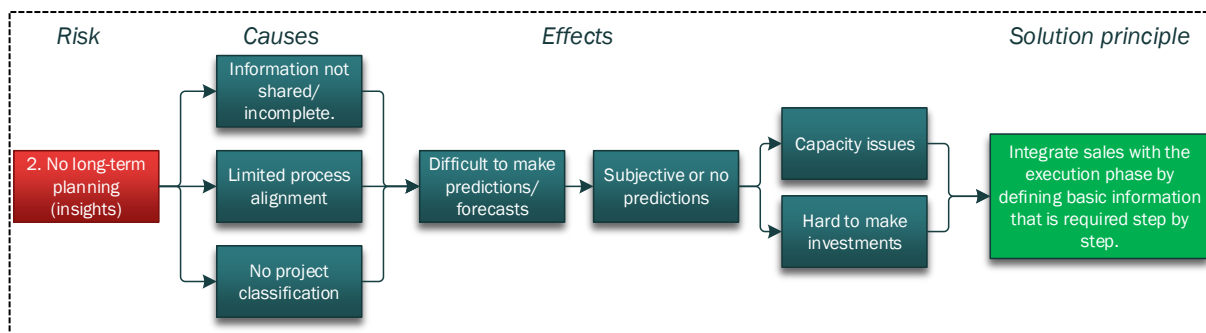 Risk
Causes
Effects
Solution principle
2. No long-term
planning
(insights)
Information not
shared/
incomplete.
Limited process
alignment
No project
classification
Difficult to make
predictions/
forecasts
Subjective or no
predictions
Capacity issues
Hard to make
investments
Integrate sales with the
execution phase by
defining basic information
that is required step by
step.